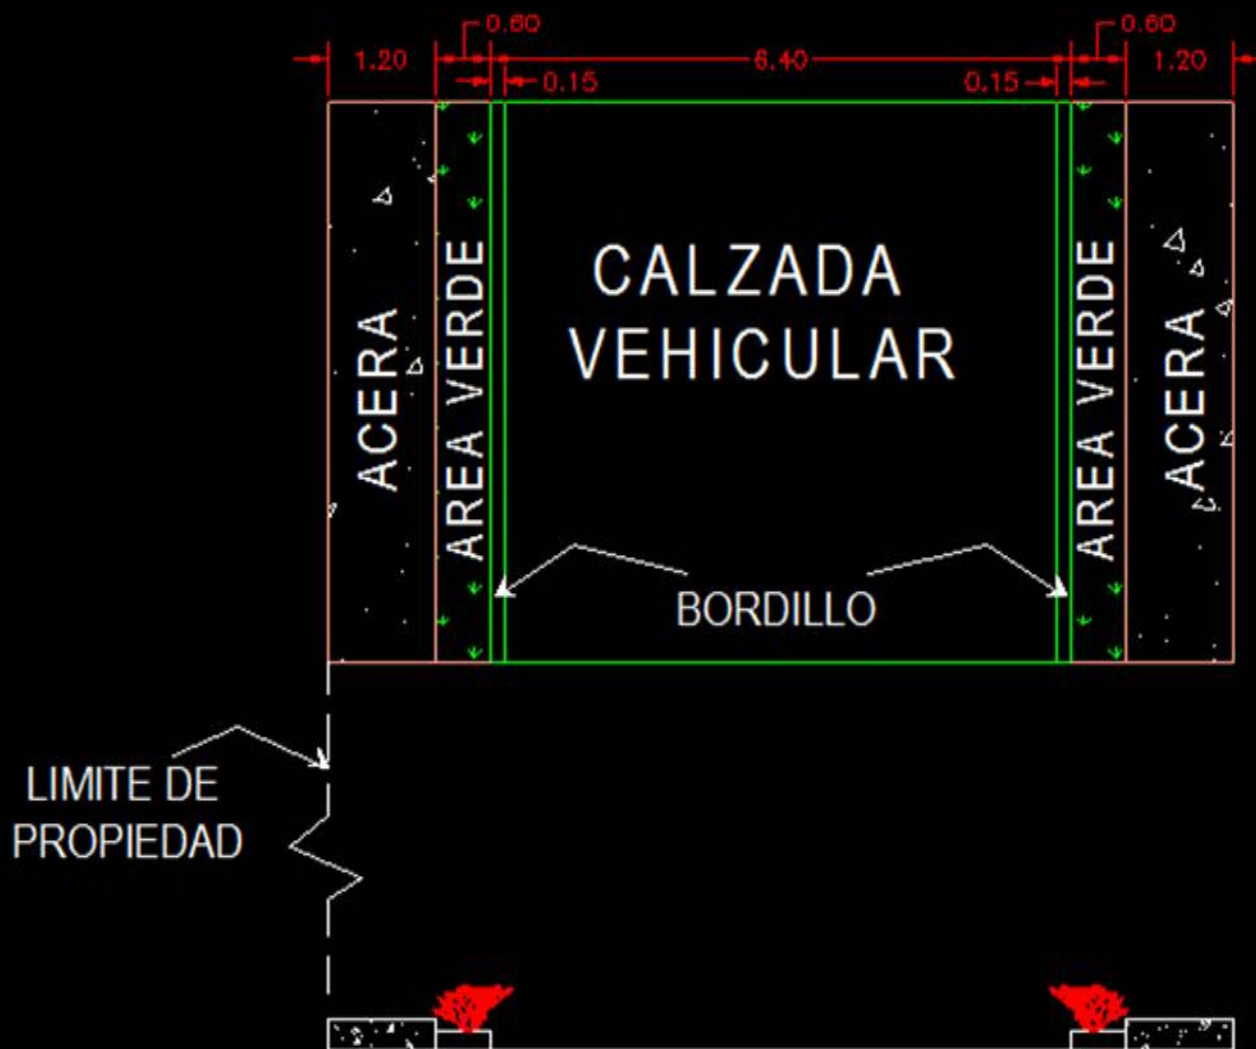 0.60
0.60
1.20
6.40
1.20
0.15
0.15
CALZADA
VEHICULAR
ACERA
AREA VERDE
AREA VERDE
ACERA
BORDILLO
LIMITE DE
PROPIEDAD